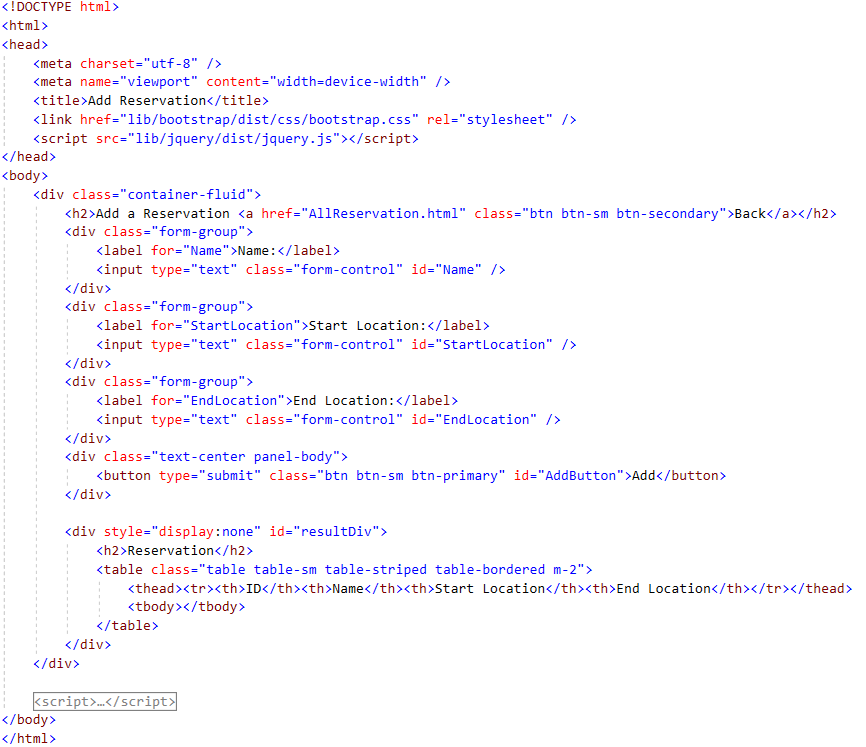 <!DOCTYPE html>
<html>
<head>
    <meta charset="utf-8" />
    <meta name="viewport" content="width=device-width" />
    <title>Add Reservation</title>
    <link href="lib/bootstrap/dist/css/bootstrap.css" rel="stylesheet" />
    <script src="lib/jquery/dist/jquery.js"></script>
</head>
<body>
    <div class="container-fluid">
        <h2>Add a Reservation <a href="AllReservation.html" class="btn btn-sm btn-secondary">Back</a></h2>
        <div class="form-group">
            <label for="Name">Name:</label>
            <input type="text" class="form-control" id="Name" />
        </div>
        <div class="form-group">
            <label for="StartLocation">Start Location:</label>
            <input type="text" class="form-control" id="StartLocation" />
        </div>
        <div class="form-group">
            <label for="EndLocation">End Location:</label>
            <input type="text" class="form-control" id="EndLocation" />
        </div>
        <div class="text-center panel-body">
            <button type="submit" class="btn btn-sm btn-primary" id="AddButton">Add</button>
        </div>

        <div style="display:none" id="resultDiv">
            <h2>Reservation</h2>
            <table class="table table-sm table-striped table-bordered m-2">
                <thead><tr><th>ID</th><th>Name</th><th>Start Location</th><th>End Location</th></tr></thead>
                <tbody></tbody>
            </table>
        </div>
    </div>

    <script>…</script>
</body>
</html>